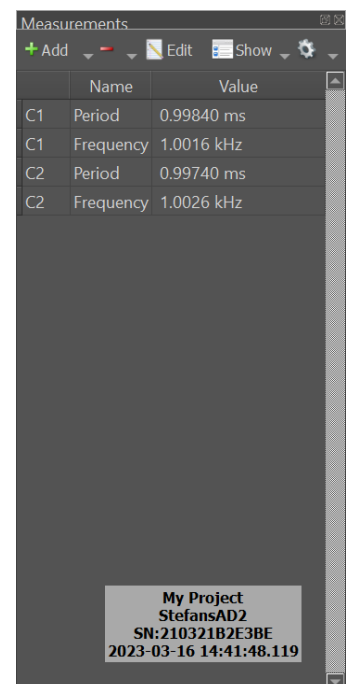 Measurements
Add Edit Show
Name Value
C1 Period 0.99840 ms
C1 Frequency 1.0016 kHz
C2 Period 0.99740 ms
C2 Frequency 1.0026 kHz
My Project
StefansAD2
SN:210321B2E3BE
2023-03-16 14:41:48.119